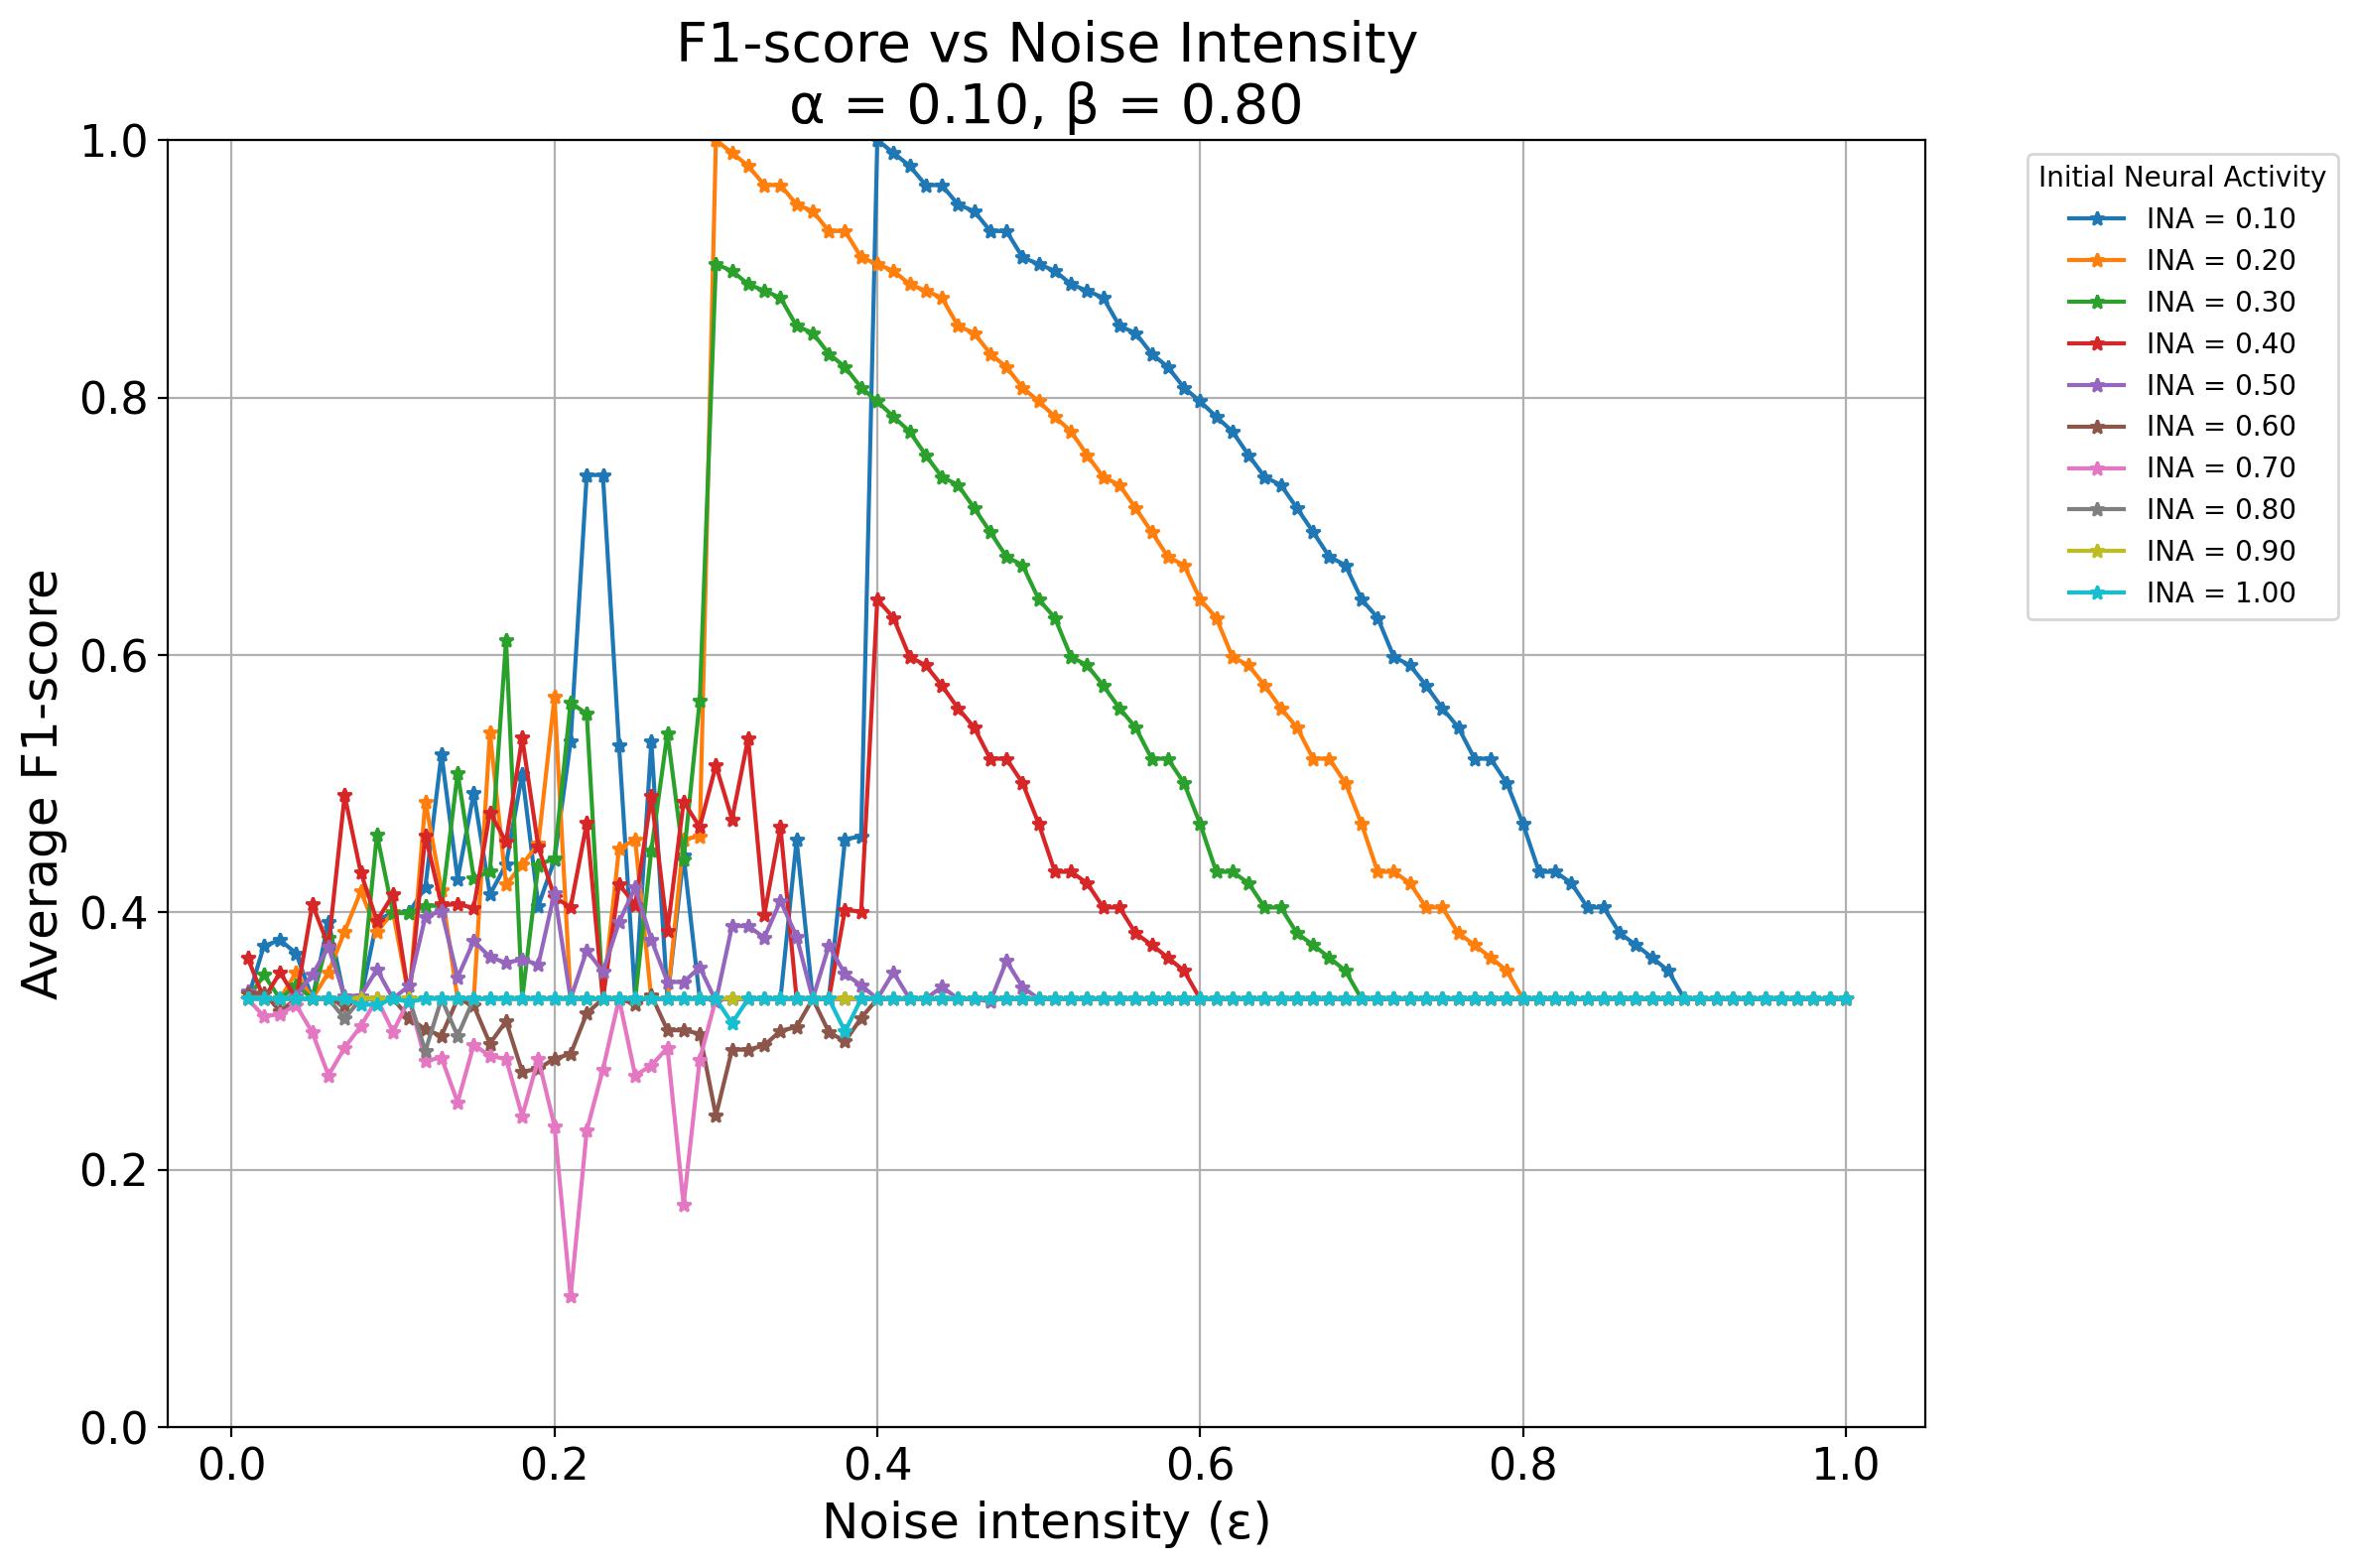 F1-score vs Noise Intensity
α = 0.10, β = 0.80
1.0
0.8
0.6
0.4
0.2
0.0
Average F1-score
0.0 0.2 0.4 0.6 0.8 1.0
Noise intensity (ε)
Initial Neural Activity
INA = 0.10
INA = 0.20
INA = 0.30
INA = 0.40
INA = 0.50
INA = 0.60
INA = 0.70
INA = 0.80
INA = 0.90
INA = 1.00